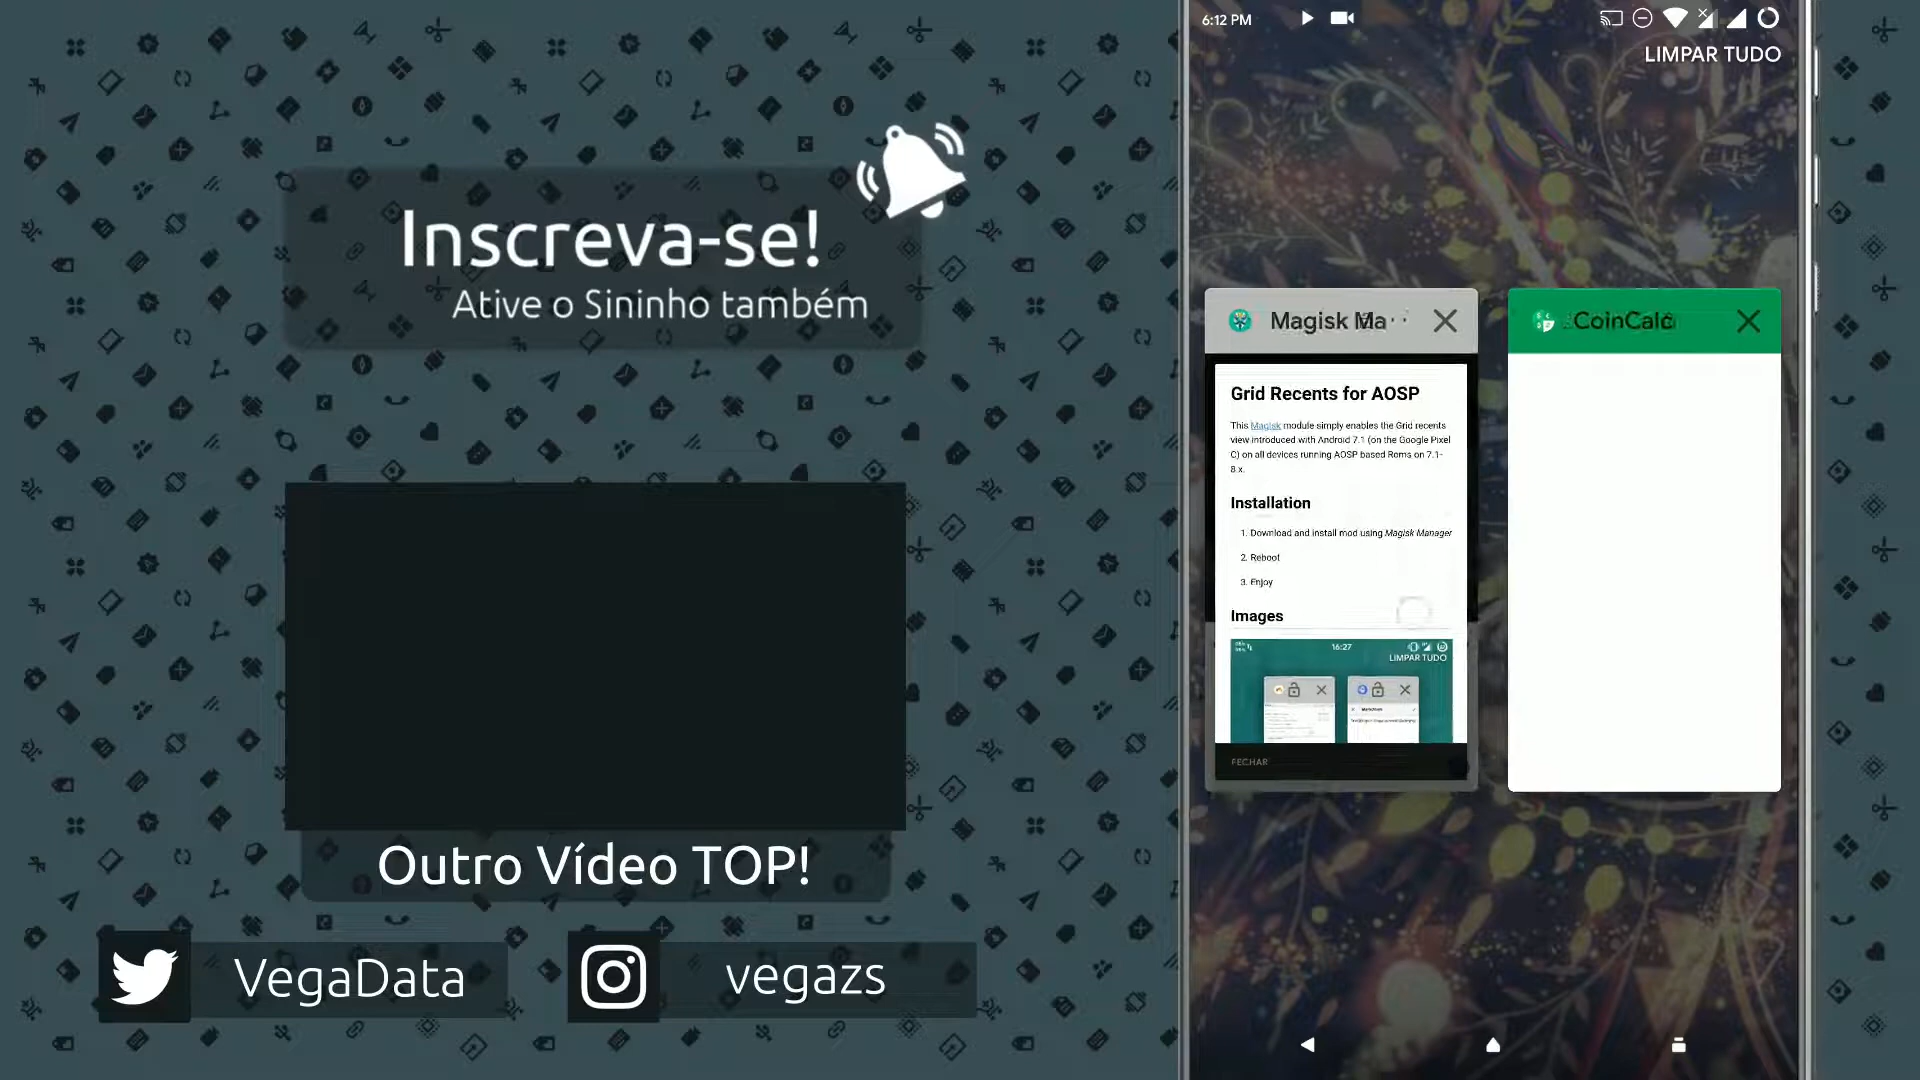 Inscreva-se!
Ative o Sininho também
Outro Vídeo TOP!
VegaData
vegazs
6:12 PM
LIMPAR TUDO
Magisk Ma
CoinCalc
Grid Recents for AOSP
This Magisk module simply enables the Grid recents
view introduced with Android 7.1 (on the Google Pixel
C) on all devices running AOSP based Roms on 7.1-
8.x.
Installation
1. Download and install mod using Magisk Manager
2. Reboot
3. Enjoy
Images
16:27
LIMPAR TUDO
FECHAR